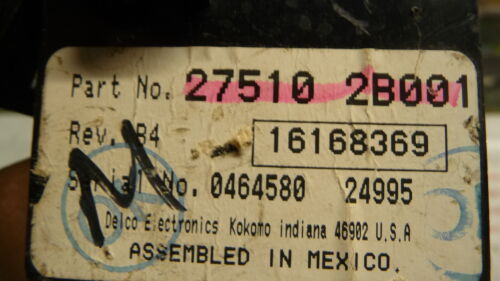 Part No. 27510 2B001
Rev. B4 16168369
Serial No. 0464580 24995
Delco Electronics Kokomo indiana 46902 U.S.A
ASSEMBLED IN MEXICO.
M